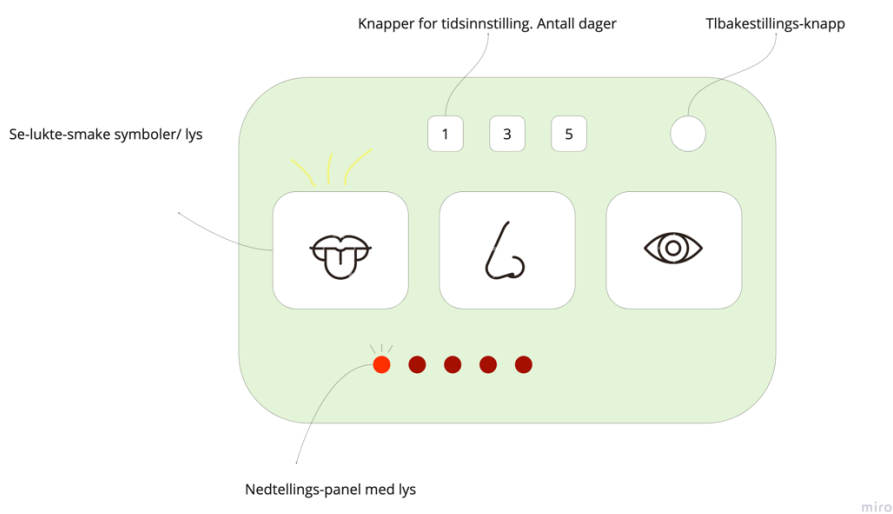 Knapper for tidsinnstilling. Antall dager
Tlbakestillings-knapp
Se-lukte-smake symboler/ lys
1
3
5
Nedtellings-panel med lys
miro